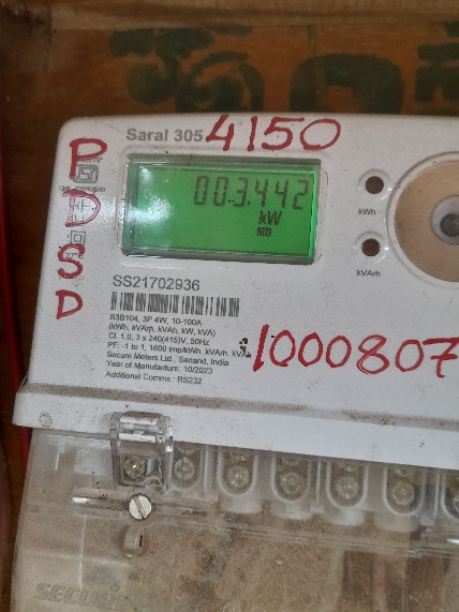 Saral 305 4150
P
D
S
D
003.442
kW
MD
kWh
kVArh
SS21702936
S3B104, 3P 4W, 10-100A
(kWh, kVArh, kVAh, kW, kVA)
Cl. 1.0, 3 x 240(415)V, 50Hz
PF: -1 to 1, 1600 imp/kWh, kVArh, kVAh
Secure Meters Ltd., Sanand, India
Year of Manufacture: 10/2023
Additional Comms : RS232
1000807